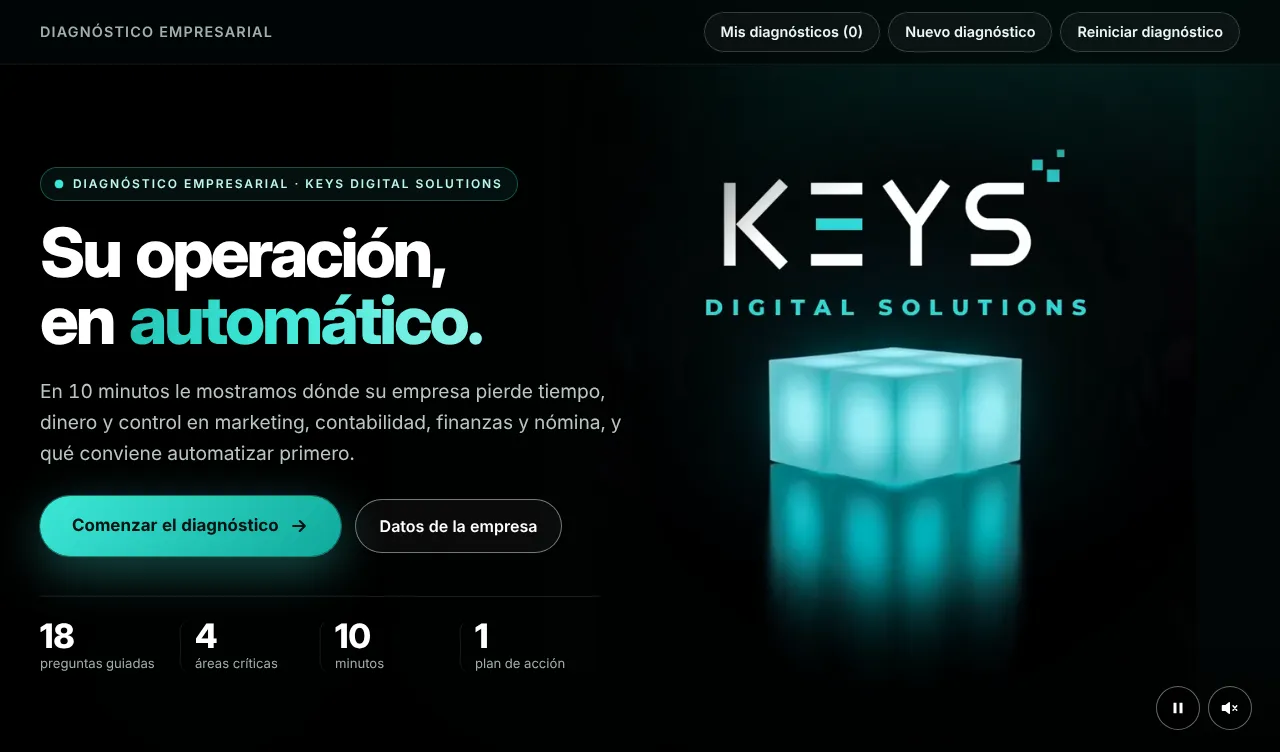 DIAGNÓSTICO EMPRESARIAL
Mis diagnósticos (0)
Nuevo diagnóstico
Reiniciar diagnóstico
DIAGNÓSTICO EMPRESARIAL · KEYS DIGITAL SOLUTIONS
Su operación,
en automático.
En 10 minutos le mostramos dónde su empresa pierde tiempo,
dinero y control en marketing, contabilidad, finanzas y nómina, y
qué conviene automatizar primero.
Comenzar el diagnóstico →
Datos de la empresa
18
preguntas guiadas
4
áreas críticas
10
minutos
1
plan de acción
KEYS
DIGITAL SOLUTIONS